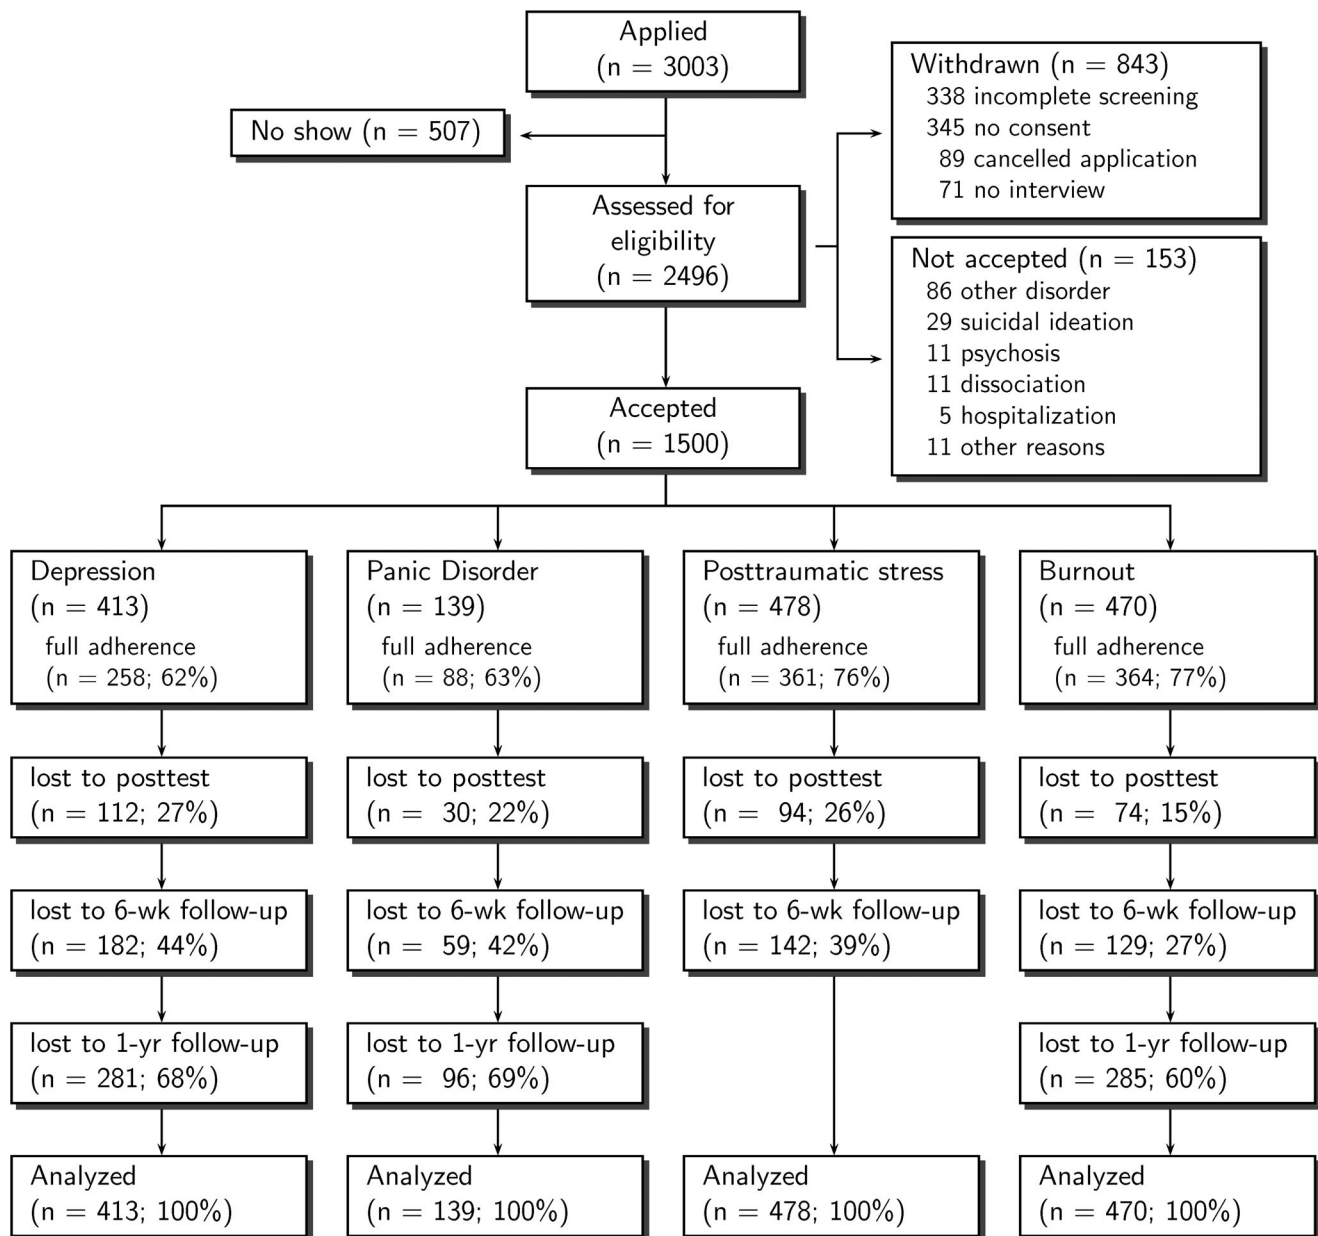 Applied
(n = 3003)
No show (n = 507)
Withdrawn (n = 843)
338 incomplete screening
345 no consent
89 cancelled application
71 no interview
Assessed for
eligibility
(n = 2496)
Not accepted (n = 153)
86 other disorder
29 suicidal ideation
11 psychosis
11 dissociation
5 hospitalization
11 other reasons
Accepted
(n = 1500)
Depression
(n = 413)
full adherence
(n = 258; 62%)
Panic Disorder
(n = 139)
full adherence
(n = 88; 63%)
Posttraumatic stress
(n = 478)
full adherence
(n = 361; 76%)
Burnout
(n = 470)
full adherence
(n = 364; 77%)
lost to posttest
(n = 112; 27%)
lost to posttest
(n = 30; 22%)
lost to posttest
(n = 94; 26%)
lost to posttest
(n = 74; 15%)
lost to 6-wk follow-up
(n = 182; 44%)
lost to 6-wk follow-up
(n = 59; 42%)
lost to 6-wk follow-up
(n = 142; 39%)
lost to 6-wk follow-up
(n = 129; 27%)
lost to 1-yr follow-up
(n = 281; 68%)
lost to 1-yr follow-up
(n = 96; 69%)
lost to 1-yr follow-up
(n = 285; 60%)
Analyzed
(n = 413; 100%)
Analyzed
(n = 139; 100%)
Analyzed
(n = 478; 100%)
Analyzed
(n = 470; 100%)